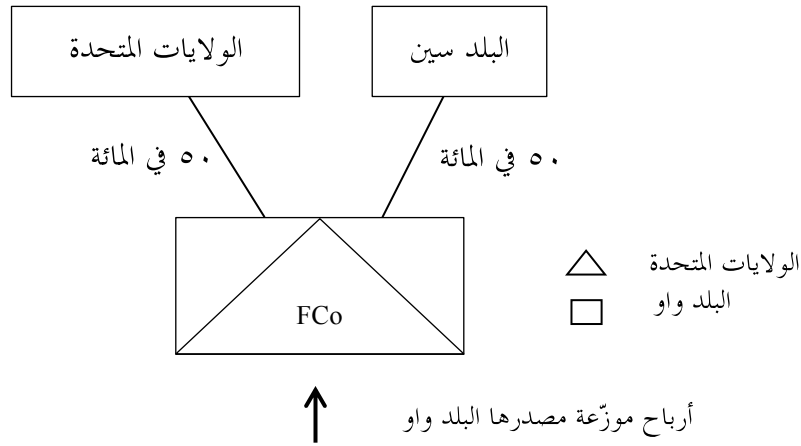 الولايات المتحدة
البلد سين
٥٠ في المائة
٥٠ في المائة
FCo
الولايات المتحدة
البلد واو
أرباح موزّعة مصدرها البلد واو